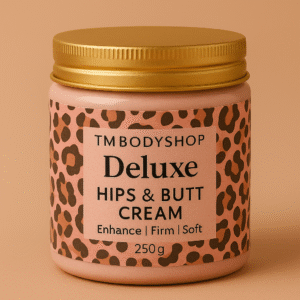 TM BODYSHOP
Deluxe
HIPS & BUTT
CREAM
Enhance | Firm | Soft
250g